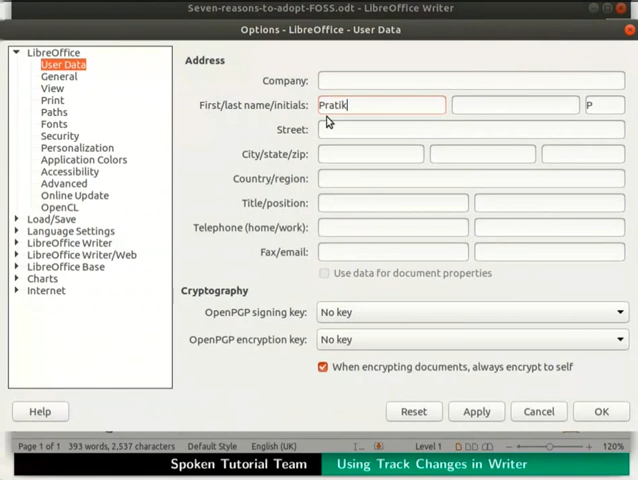 Seven-reasons-to-adopt-FOSS.odt - LibreOffice Writer
Options - LibreOffice - User Data
LibreOffice
User Data
General
View
Print
Paths
Fonts
Security
Personalization
Application Colors
Accessibility
Advanced
Online Update
OpenCL
Load/Save
Language Settings
LibreOffice Writer
LibreOffice Writer/Web
LibreOffice Base
Charts
Internet
Address
Company:
First/last name/initials: Pratik P
Street:
City/state/zip:
Country/region:
Title/position:
Telephone (home/work):
Fax/email:
Use data for document properties
Cryptography
OpenPGP signing key: No key
OpenPGP encryption key: No key
When encrypting documents, always encrypt to self
Help Reset Apply Cancel OK
Page 1 of 1 393 words, 2,537 characters Default Style English (UK) Level 1 120%
Spoken Tutorial Team Using Track Changes in Writer